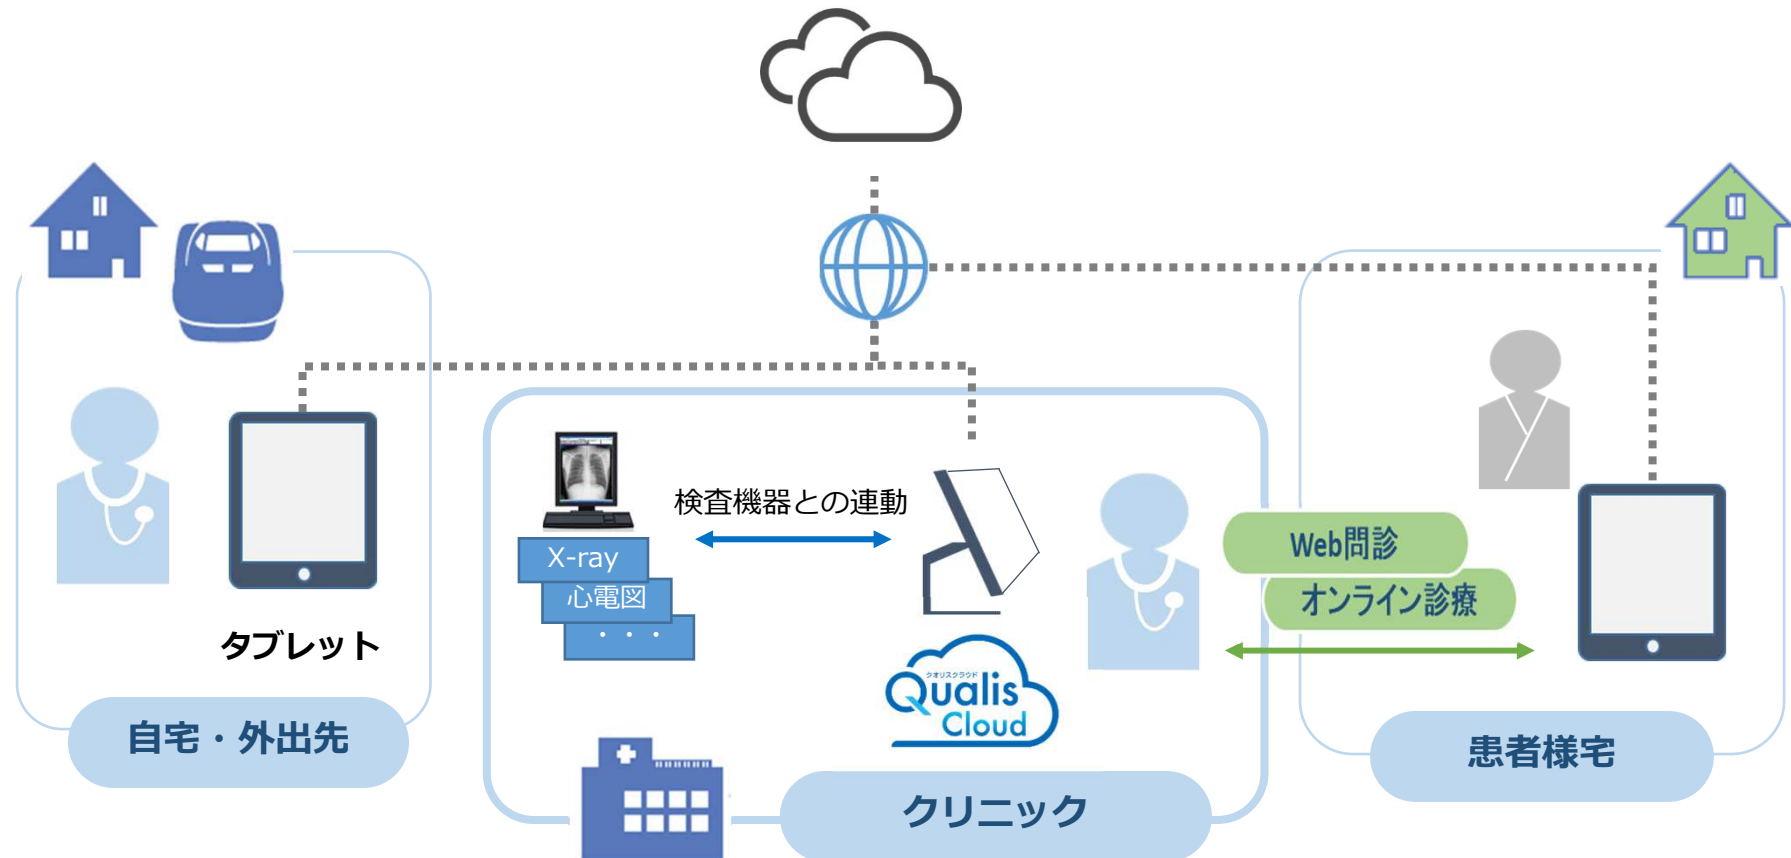 検査機器との連動
X-ray
心電図
・・・
Web問診
オンライン診療
タブレット
クオリスクラウド
Qualis
Cloud
自宅・外出先
患者様宅
クリニック